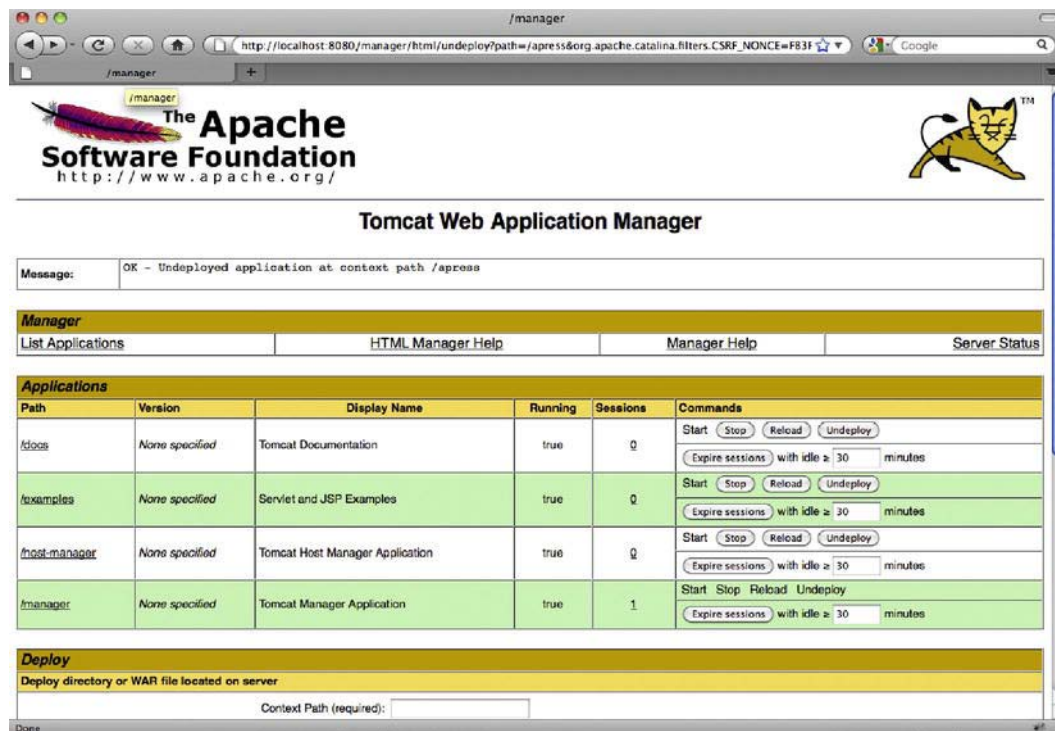 /manager
http://localhost:8080/manager/html/undeploy?path=/apress&org.apache.catalina.filters.CSRF_NONCE=F83F
Google
/manager
+
/manager
The Apache
Software Foundation
http://www.apache.org/
TM
Tomcat Web Application Manager
Message: OK - Undeployed application at context path /apress
Manager
List Applications HTML Manager Help Manager Help Server Status
Applications
Path Version Display Name Running Sessions Commands
/docs None specified Tomcat Documentation true 0 Start Stop Reload Undeploy
Expire sessions with idle ≥ 30 minutes
/examples None specified Servlet and JSP Examples true 0 Start Stop Reload Undeploy
Expire sessions with idle ≥ 30 minutes
/host-manager None specified Tomcat Host Manager Application true 0 Start Stop Reload Undeploy
Expire sessions with idle ≥ 30 minutes
/manager None specified Tomcat Manager Application true 1 Start Stop Reload Undeploy
Expire sessions with idle ≥ 30 minutes
Deploy
Deploy directory or WAR file located on server
Context Path (required):
Done